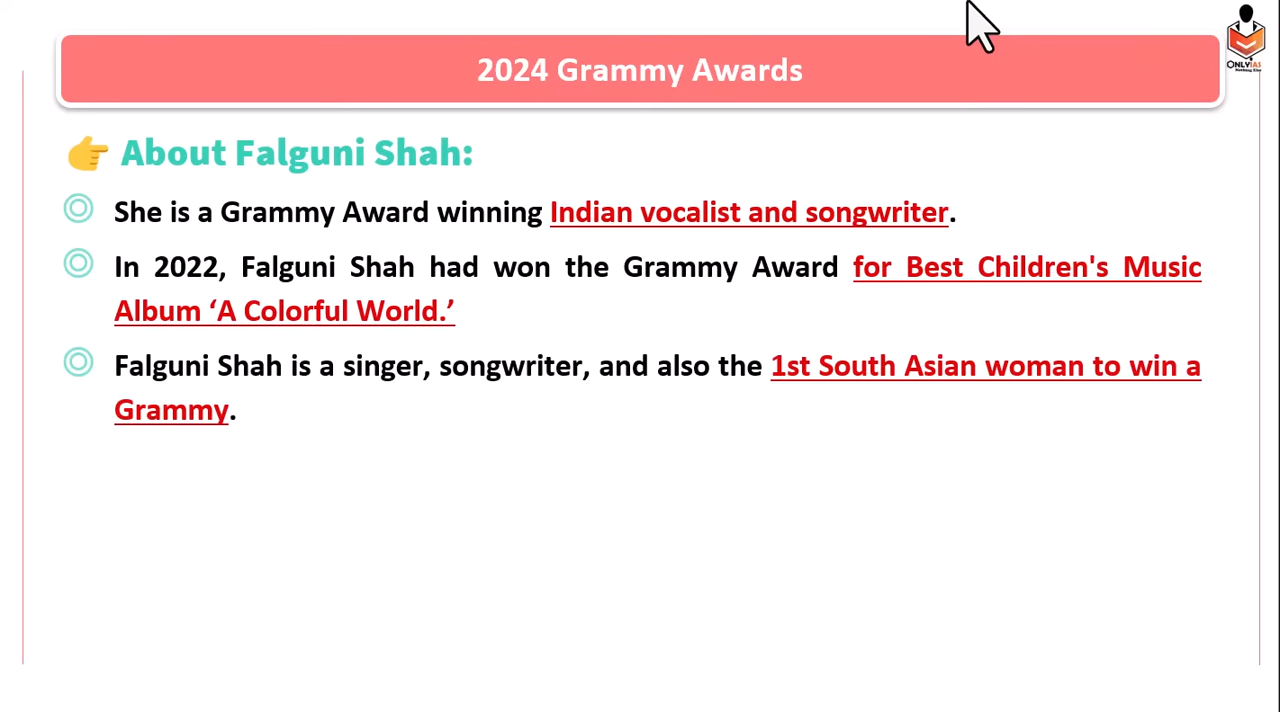 2024 Grammy Awards
ONLYIAS
Nothing Else
About Falguni Shah:
She is a Grammy Award winning Indian vocalist and songwriter.
In 2022, Falguni Shah had won the Grammy Award for Best Children's Music
Album ‘A Colorful World.’
Falguni Shah is a singer, songwriter, and also the 1st South Asian woman to win a
Grammy.